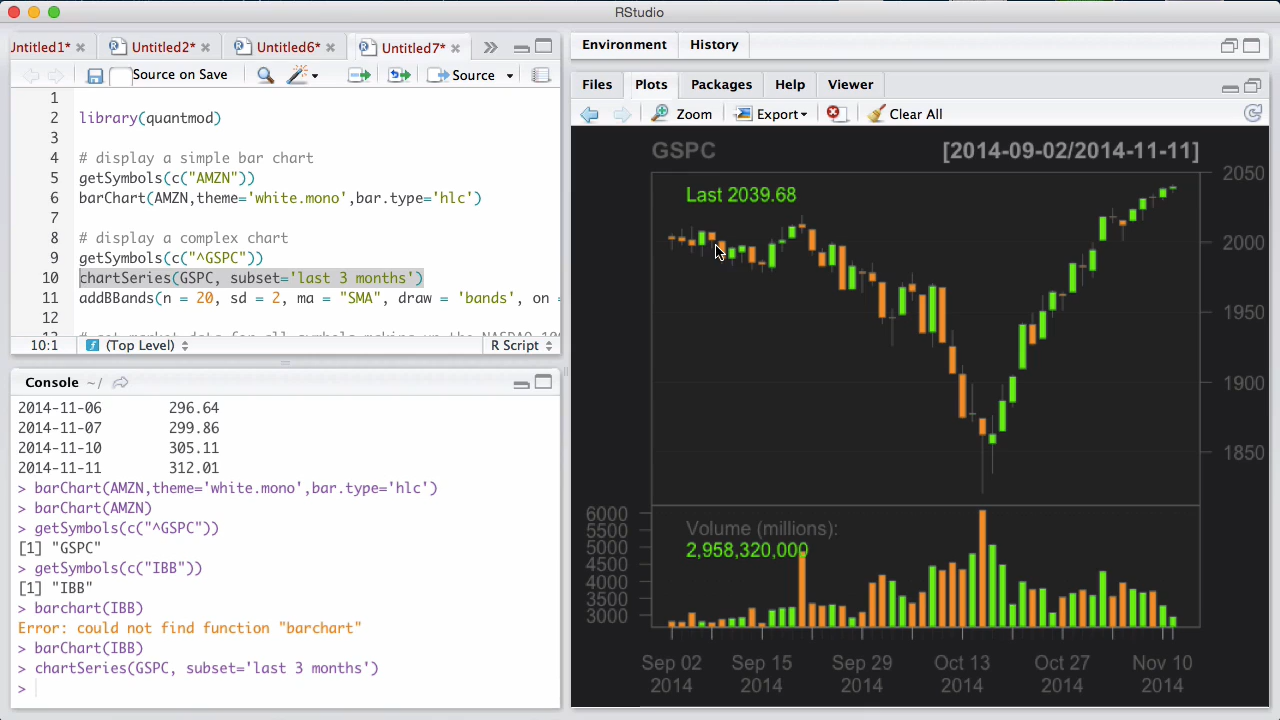 RStudio
Untitled1* Untitled2* Untitled6* Untitled7*
Source on Save Source
1
2 library(quantmod)
3
4 # display a simple bar chart
5 getSymbols(c("AMZN"))
6 barChart(AMZN,theme='white.mono',bar.type='hlc')
7
8 # display a complex chart
9 getSymbols(c("^GSPC"))
10 chartSeries(GSPC, subset='last 3 months')
11 addBBands(n = 20, sd = 2, ma = "SMA", draw = 'bands', on =
12
10:1 (Top Level) R Script
Console ~/
2014-11-06 296.64
2014-11-07 299.86
2014-11-10 305.11
2014-11-11 312.01
> barChart(AMZN,theme='white.mono',bar.type='hlc')
> barChart(AMZN)
> getSymbols(c("^GSPC"))
[1] "GSPC"
> getSymbols(c("IBB"))
[1] "IBB"
> barchart(IBB)
Error: could not find function "barchart"
> barChart(IBB)
> chartSeries(GSPC, subset='last 3 months')
>
Environment History
Files Plots Packages Help Viewer
Zoom Export Clear All
GSPC [2014-09-02/2014-11-11]
Last 2039.68
2050
2000
1950
1900
1850
Volume (millions):
2,958,320,000
6000
5500
5000
4500
4000
3500
3000
Sep 02 Sep 15 Sep 29 Oct 13 Oct 27 Nov 10
2014 2014 2014 2014 2014 2014